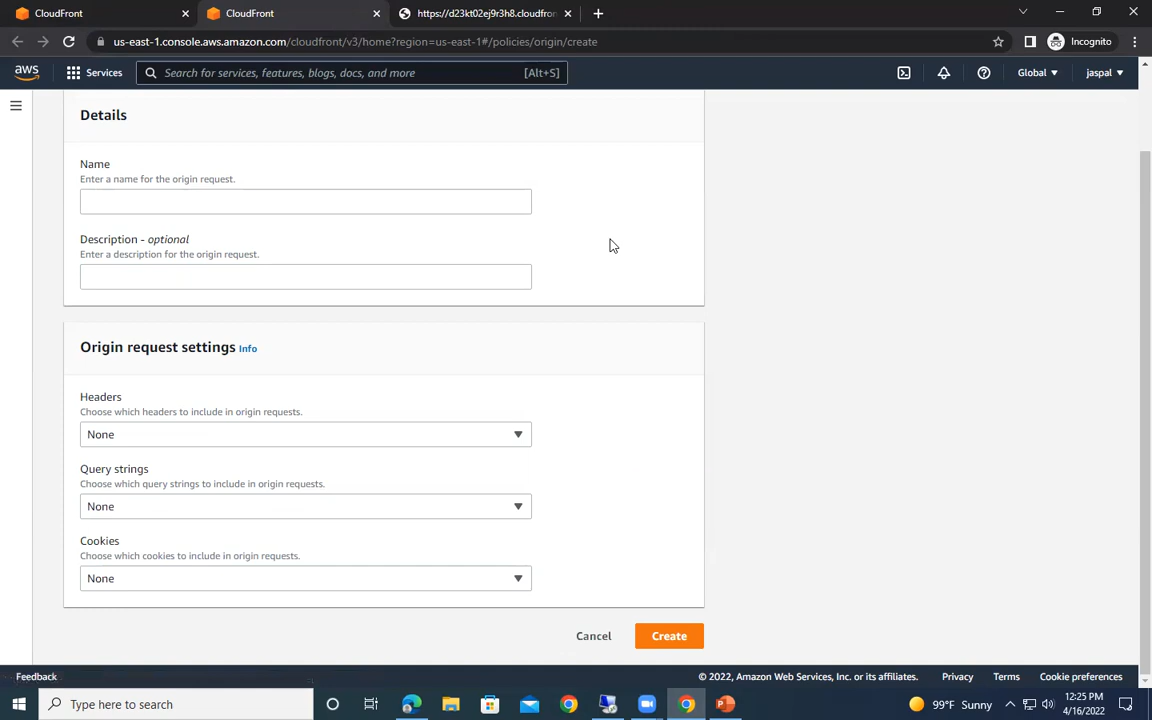 CloudFront
CloudFront
https://d23kt02ej9r3h8.cloudfron
us-east-1.console.aws.amazon.com/cloudfront/v3/home?region=us-east-1#/policies/origin/create
Incognito
aws
Services
Search for services, features, blogs, docs, and more
[Alt+S]
Global
jaspal
Details
Name
Enter a name for the origin request.
Description - optional
Enter a description for the origin request.
Origin request settings Info
Headers
Choose which headers to include in origin requests.
None
Query strings
Choose which query strings to include in origin requests.
None
Cookies
Choose which cookies to include in origin requests.
None
Cancel
Create
Feedback
© 2022, Amazon Web Services, Inc. or its affiliates.
Privacy
Terms
Cookie preferences
Type here to search
99°F Sunny
12:25 PM
4/16/2022